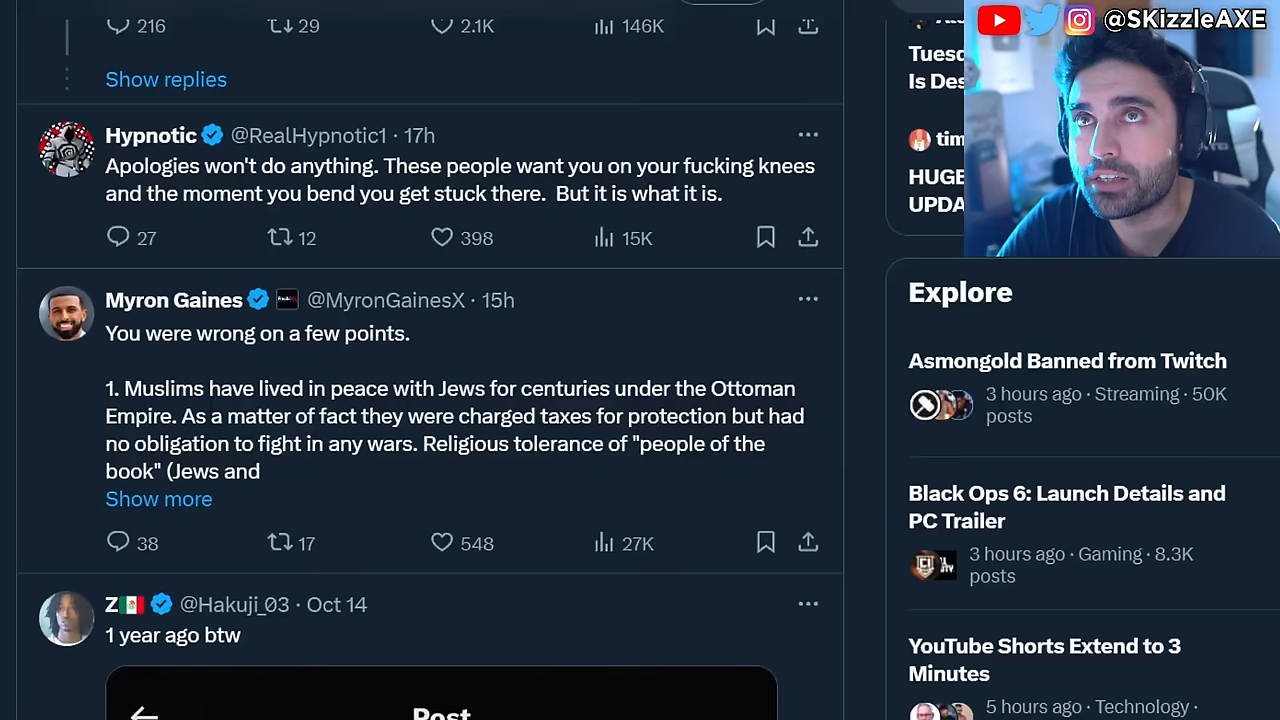 216 29 2.1K 146K
Show replies
Hypnotic @RealHypnotic1 · 17h
Apologies won't do anything. These people want you on your fucking knees
and the moment you bend you get stuck there. But it is what it is.
27 12 398 15K
Myron Gaines @MyronGainesX · 15h
You were wrong on a few points.
1. Muslims have lived in peace with Jews for centuries under the Ottoman
Empire. As a matter of fact they were charged taxes for protection but had
no obligation to fight in any wars. Religious tolerance of "people of the
book" (Jews and
Show more
38 17 548 27K
Z🇲🇽 @Hakuji_03 · Oct 14
1 year ago btw
Post
@SKizzleAXE
Is Des
tim
HUGE
UPDA
Explore
Asmongold Banned from Twitch
3 hours ago · Streaming · 50K
posts
Black Ops 6: Launch Details and
PC Trailer
3 hours ago · Gaming · 8.3K
posts
YouTube Shorts Extend to 3
Minutes
5 hours ago · Technology ·